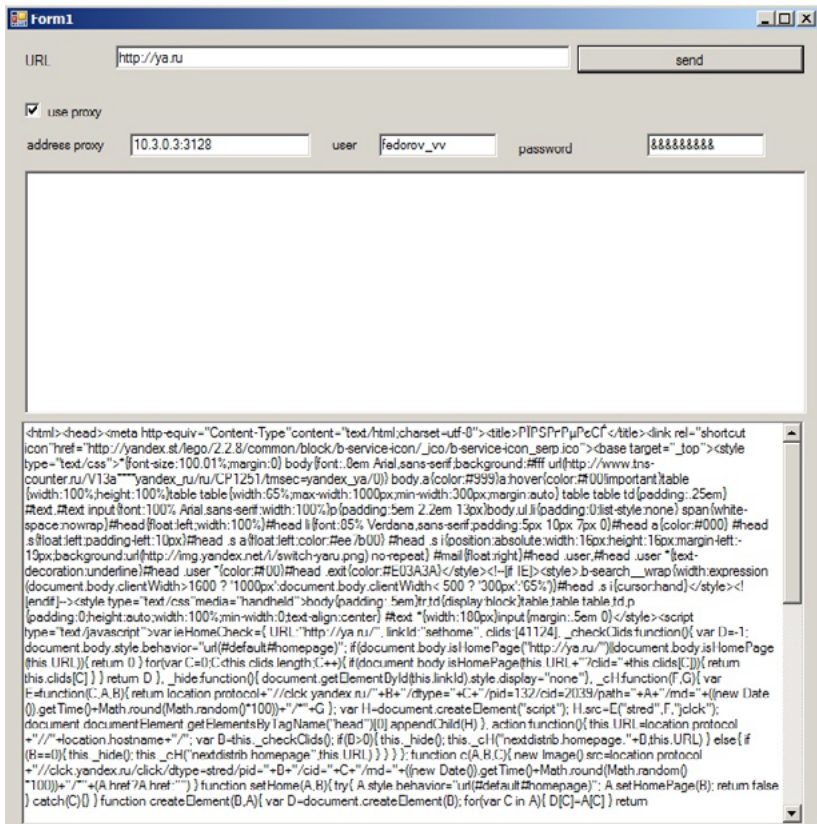 Form1
URL http://ya.ru send
use proxy
address proxy 10.3.0.3:3128 user fedorov_vv password &&&&&&&&&
<html><head><meta http-equiv="Content-Type"content="text/html;charset=utf-8"><title>РЇРЅРґРµРєСЃ</title><link rel="shortcut
icon"href="http://yandex.st/lego/2.2.8/common/block/b-service-icon/_ico/b-service-icon_serp.ico"><base target="_top"><style
type="text/css">*{font-size:100.01%;margin:0} body{font:.8em Arial,sans-serif;background:#fff url(http://www.tns-
counter.ru/V13a****yandex_ru/ru/CP1251/tmsec=yandex_ya/0)} body.a{color:#999}a:hover{color:#f00!important}table
{width:100%;height:100%}table table{width:65%;max-width:1000px;min-width:300px;margin:auto} table table td{padding:.25em}
#text,#text input{font:100% Arial,sans-serif;width:100%}p{padding:.5em 2.2em 13px}body.ul.li{padding:0;list-style:none} span{white-
space:nowrap}#head{float:left;width:100%}#head li{font:85% Verdana,sans-serif;padding:5px 10px 7px 0}#head a{color:#000} #head
.s{float:left;padding-left:10px}#head .s a{float:left;color:#ee7b00} #head .s i{position:absolute;width:16px;height:16px;margin-left:-
19px;background:url(http://img.yandex.net/i/switch-yaru.png) no-repeat} #mail{float:right}#head .user,#head .user *{text-
decoration:underline}#head .user *{color:#f00}#head .exit{color:#E03A3A}</style><!--[if IE]><style>.b-search__wrap{width:expression
(document.body.clientWidth>1600 ? '1000px':document.body.clientWidth< 500 ? '300px':'65%')}#head .s i{cursor:hand}</style><!
[endif]--><style type="text/css"media="handheld">body{padding:.5em}tr,td{display:block}table,table table,td,p
{padding:0;height:auto;width:100%;min-width:0;text-align:center} *{width:180px}input{margin:.5em 0}</style><script
type="text/javascript">var ieHomeCheck={ URL:"http://ya.ru/", linkId:"sethome", clids:[41124], _checkClids:function(){ var D=-1;
document.body.style.behavior="url(#default#homepage)"; if(document.body.isHomePage("http://ya.ru/")||document.body.isHomePage
(this.URL)){ return 0 } for(var C=0;C<this.clids.length;C++){ if(document.body.isHomePage(this.URL+"?clid="+this.clids[C])){ return
this.clids[C] } } return D }, _hide:function(){ document.getElementById(this.linkId).style.display="none"}, _cH:function(F,G){ var
E=function(C,A,B){ return location.protocol+"//clck.yandex.ru/"+B+"/dtype="+C+"/pid=132/cid=2039/path="+A+"/md="+((new Date
()).getTime()+Math.round(Math.random()*100))+"/*"+G }; var H=document.createElement("script"); H.src=E("stred",F,"jclck");
document.documentElement.getElementsByTagName("head")[0].appendChild(H) }, action:function(){ this.URL=location.protocol
+"//"+location.hostname+"/"; var B=this._checkClids(); if(B>0){ this._hide(); this._cH("nextdistrib.homepage."+B,this.URL) } else{ if
(B==0){ this._hide(); this._cH("nextdistrib.homepage",this.URL) } } } }; function c(A,B,C){ new Image().src=location.protocol
+"//clck.yandex.ru/click/dtype=stred/pid="+B+"/cid="+C+"/md="+((new Date()).getTime()+Math.round(Math.random()
*100))+"/*"+(A.href?A.href:"") } function setHome(A,B){ try{ A.style.behavior="url(#default#homepage)"; A.setHomePage(B); return false
} catch(C){} } function createElement(B,A){ var D=document.createElement(B); for(var C in A){ D[C]=A[C] } return